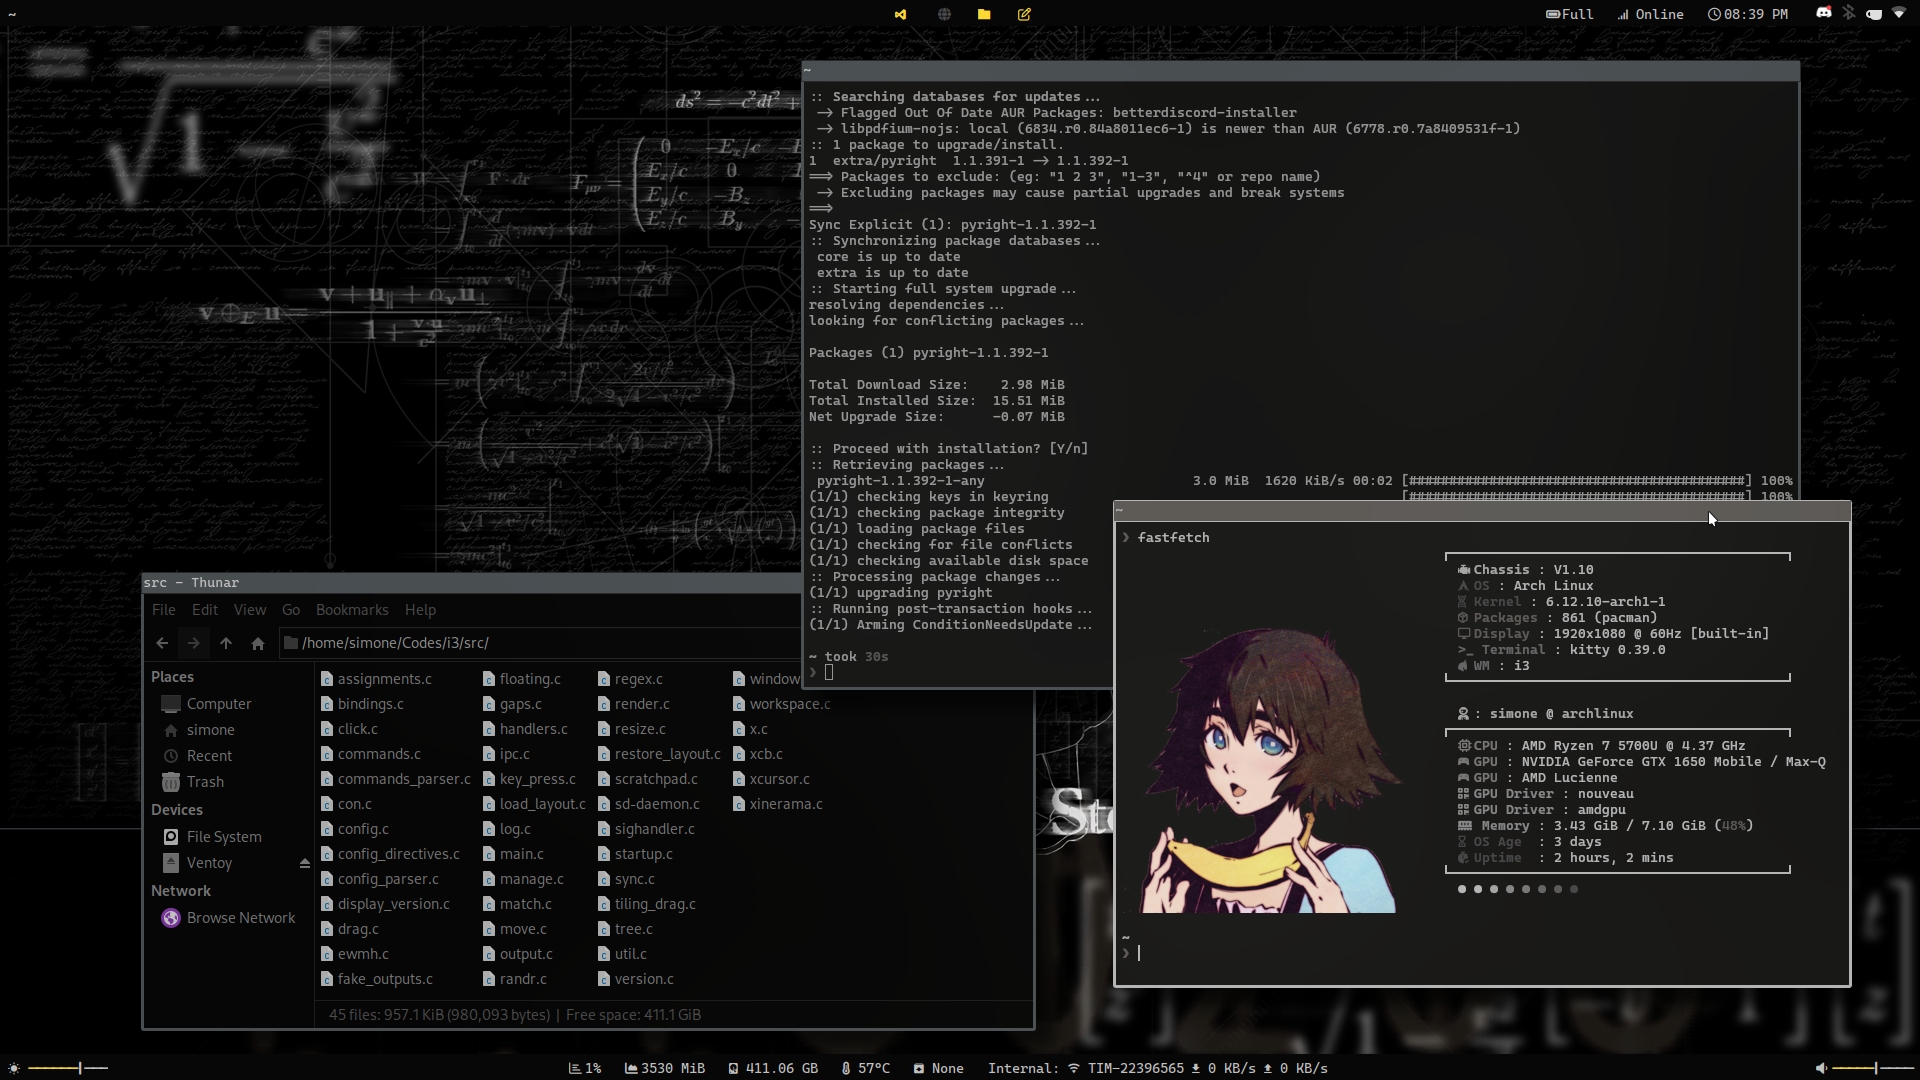 ~
Full
Online
08:39 PM
~
:: Searching databases for updates...
-> Flagged Out Of Date AUR Packages: betterdiscord-installer
-> libpdfium-nojs: local (6834.r0.84a8011ec6-1) is newer than AUR (6778.r0.7a8409531f-1)
:: 1 package to upgrade/install.
1  extra/pyright  1.1.391-1 -> 1.1.392-1
==> Packages to exclude: (eg: "1 2 3", "1-3", "^4" or repo name)
-> Excluding packages may cause partial upgrades and break systems
==>
Sync Explicit (1): pyright-1.1.392-1
:: Synchronizing package databases...
core is up to date
extra is up to date
:: Starting full system upgrade...
resolving dependencies...
looking for conflicting packages...
Packages (1) pyright-1.1.392-1
Total Download Size:    2.98 MiB
Total Installed Size:  15.51 MiB
Net Upgrade Size:      -0.07 MiB
:: Proceed with installation? [Y/n]
:: Retrieving packages...
pyright-1.1.392-1-any 3.0 MiB  1620 KiB/s 00:02 [##########################################] 100%
(1/1) checking keys in keyring [##########################################] 100%
(1/1) checking package integrity
(1/1) loading package files
(1/1) checking for file conflicts
(1/1) checking available disk space
:: Processing package changes...
(1/1) upgrading pyright
:: Running post-transaction hooks...
(1/1) Arming ConditionNeedsUpdate...
~ took 30s
❯
~
❯ fastfetch
Chassis : V1.10
OS : Arch Linux
Kernel : 6.12.10-arch1-1
Packages : 861 (pacman)
Display : 1920x1080 @ 60Hz [built-in]
>_ Terminal : kitty 0.39.0
WM : i3
: simone @ archlinux
CPU : AMD Ryzen 7 5700U @ 4.37 GHz
GPU : NVIDIA GeForce GTX 1650 Mobile / Max-Q
GPU : AMD Lucienne
GPU Driver : nouveau
GPU Driver : amdgpu
Memory : 3.43 GiB / 7.10 GiB (48%)
OS Age : 3 days
Uptime : 2 hours, 2 mins
~
❯
src - Thunar
File Edit View Go Bookmarks Help
/home/simone/Codes/i3/src/
Places
Computer
simone
Recent
Trash
Devices
File System
Ventoy
Network
Browse Network
assignments.c
bindings.c
click.c
commands.c
commands_parser.c
con.c
config.c
config_directives.c
config_parser.c
display_version.c
drag.c
ewmh.c
fake_outputs.c
floating.c
gaps.c
handlers.c
ipc.c
key_press.c
load_layout.c
log.c
main.c
manage.c
match.c
move.c
output.c
randr.c
regex.c
render.c
resize.c
restore_layout.c
scratchpad.c
sd-daemon.c
sighandler.c
startup.c
sync.c
tiling_drag.c
tree.c
util.c
version.c
window
workspace.c
x.c
xcb.c
xcursor.c
xinerama.c
45 files: 957.1 KiB (980,093 bytes) | Free space: 411.1 GiB
1%
3530 MiB
411.06 GB
57°C
None
Internal: TIM-22396565 0 KB/s 0 KB/s